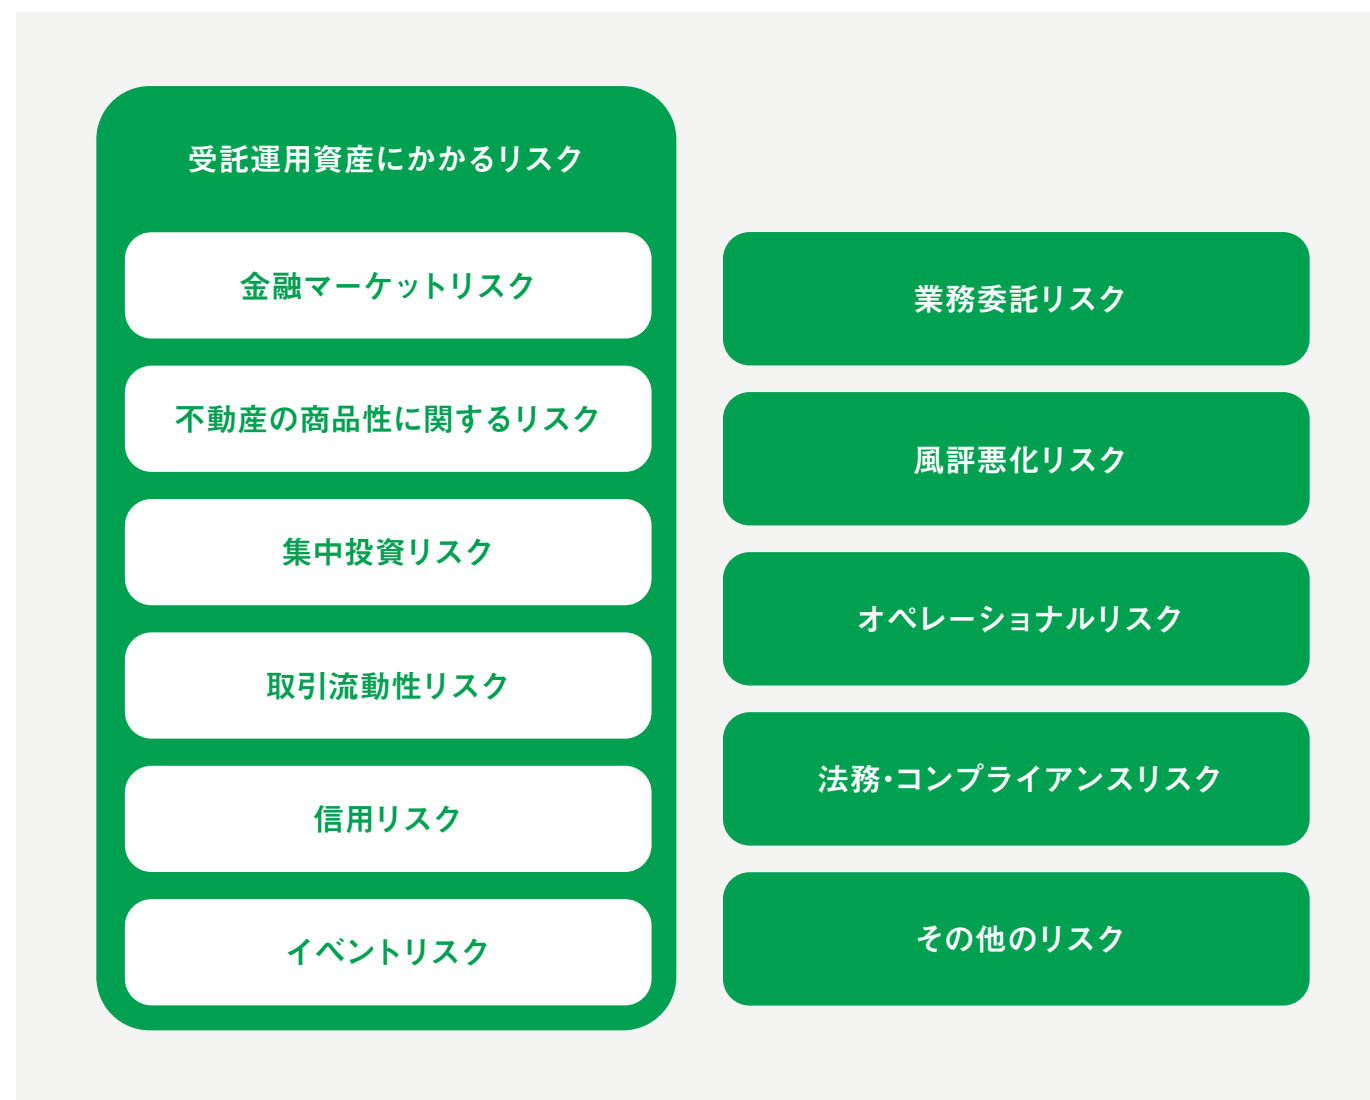 受託運用資産にかかるリスク
金融マーケットリスク
不動産の商品性に関するリスク
集中投資リスク
取引流動性リスク
信用リスク
イベントリスク
業務委託リスク
風評悪化リスク
オペレーショナルリスク
法務・コンプライアンスリスク
その他のリスク